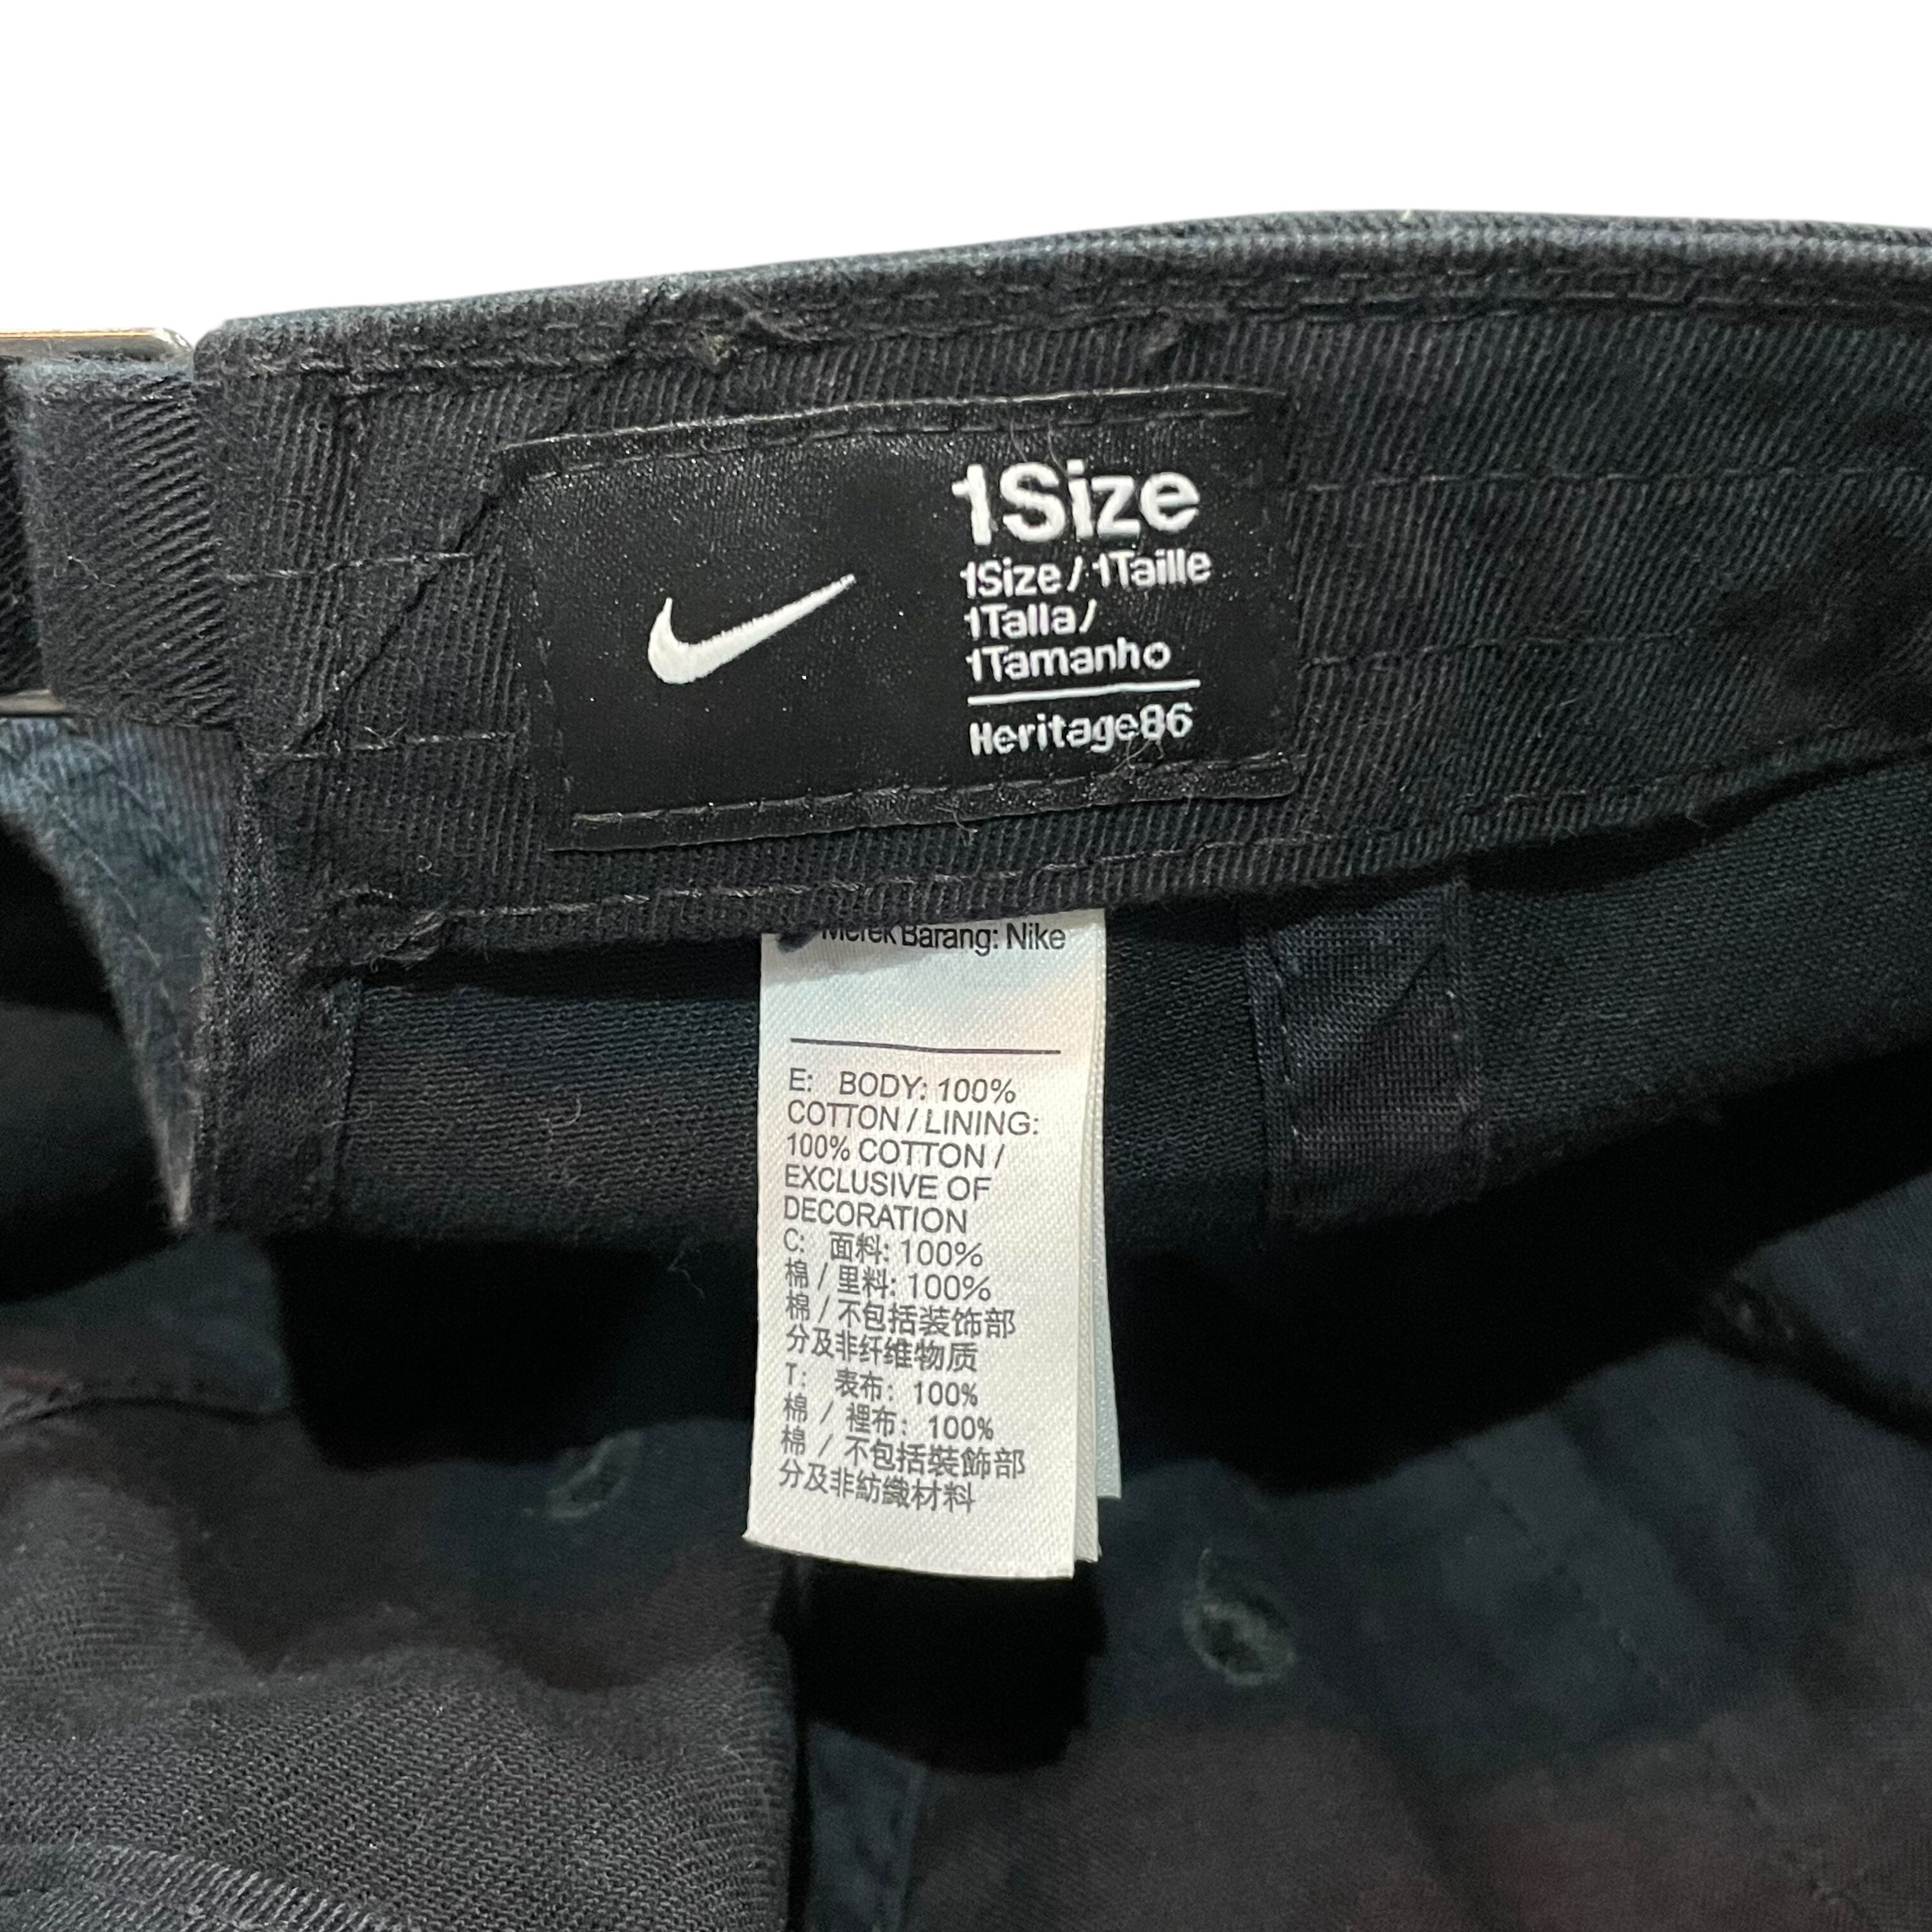 1Size
1Size / 1Taille
1Talla/
1Tamanho
Heritage86
Merek Barang: Nike
E: BODY: 100%
COTTON / LINING:
100% COTTON /
EXCLUSIVE OF
DECORATION
C: 面料: 100%
棉 / 里料: 100%
棉 / 不包括装饰部
分及非纤维物质
T: 表布: 100%
棉 / 裡布: 100%
棉 / 不包括裝飾部
分及非紡織材料